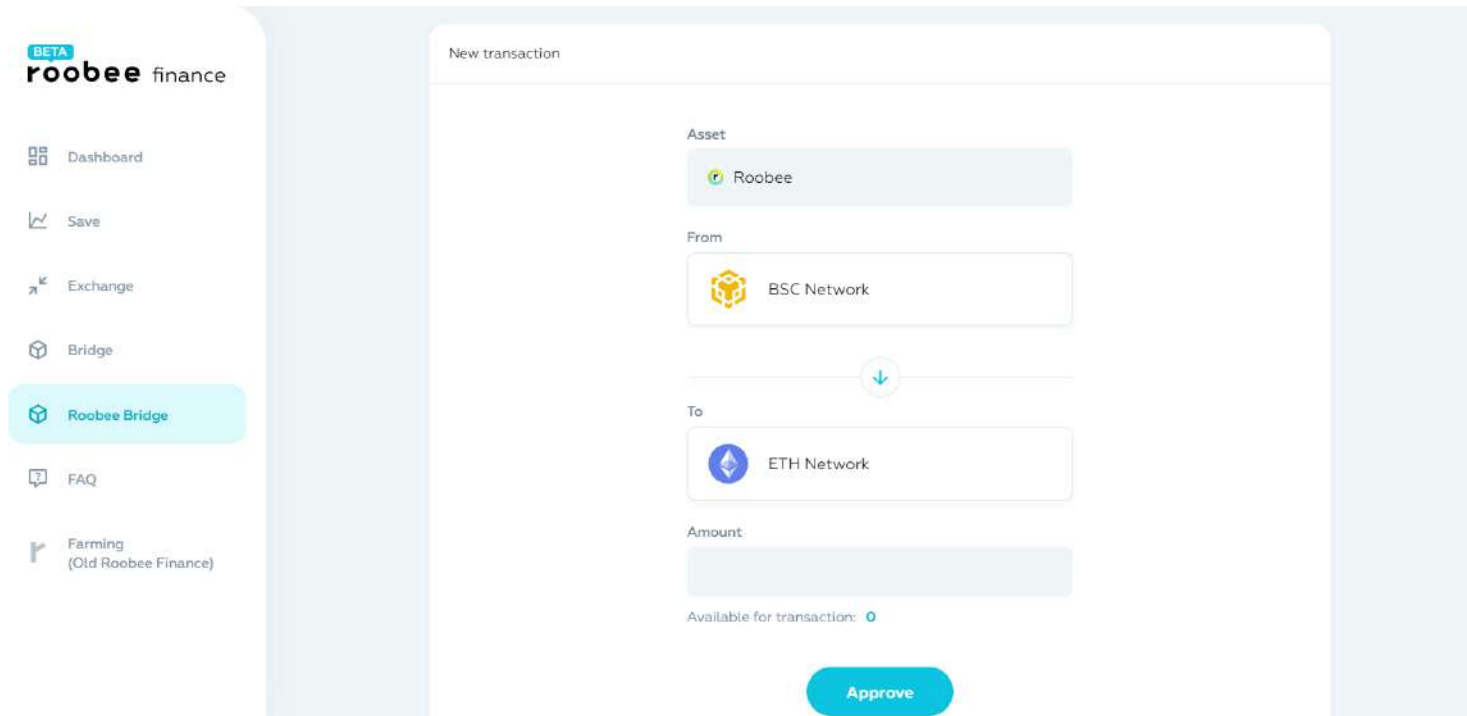 BETA
roobee finance
Dashboard
Save
Exchange
Bridge
Roobee Bridge
FAQ
Farming
(Old Roobee Finance)
New transaction
Asset
Roobee
From
BSC Network
To
ETH Network
Amount
Available for transaction: 0
Approve